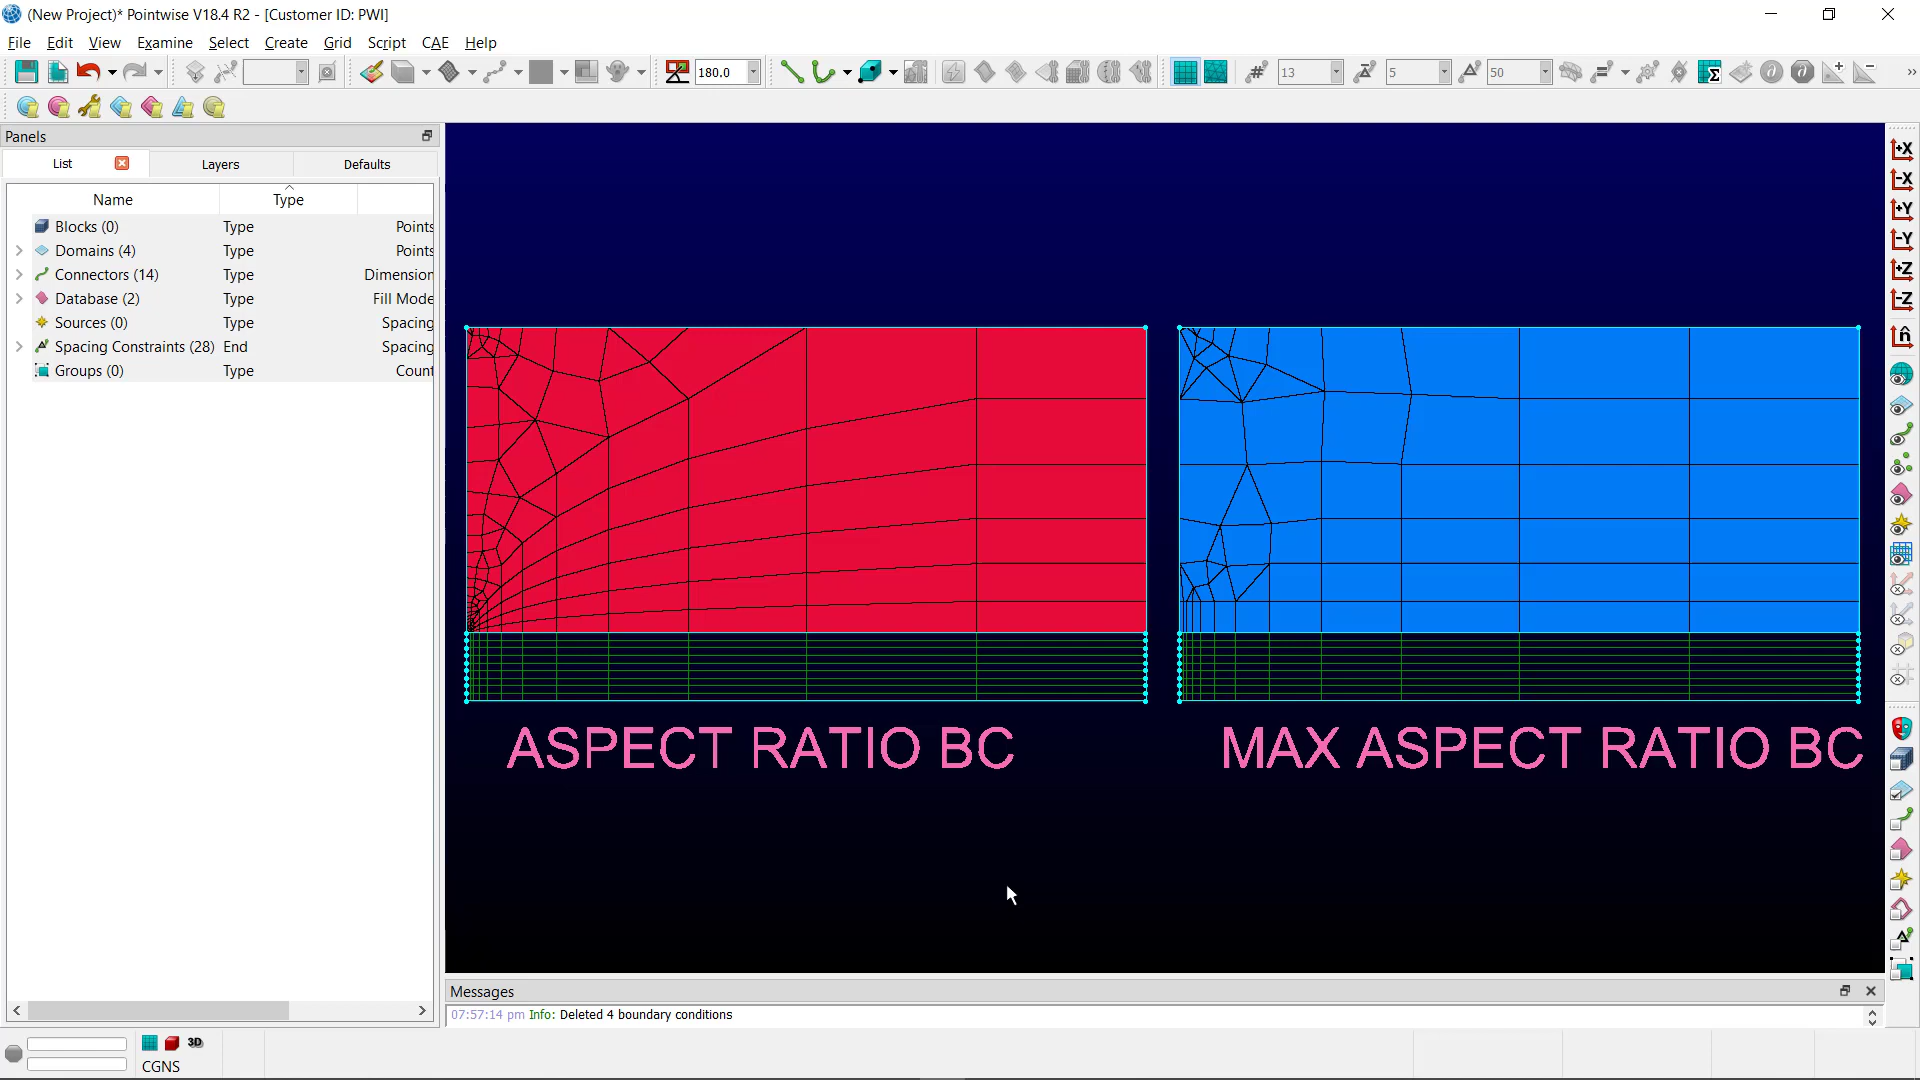 (New Project)* Pointwise V18.4 R2 - [Customer ID: PWI]
File Edit View Examine Select Create Grid Script CAE Help
180.0 13 5 50
Panels
List Layers Defaults
Name Type
Blocks (0) Type Points
Domains (4) Type Points
Connectors (14) Type Dimension
Database (2) Type Fill Mode
Sources (0) Type Spacing
Spacing Constraints (28) End Spacing
Groups (0) Type Count
ASPECT RATIO BC
MAX ASPECT RATIO BC
+X
-X
+Y
-Y
+Z
-Z
n̂
Messages
07:57:14 pm Info: Deleted 4 boundary conditions
3D
CGNS